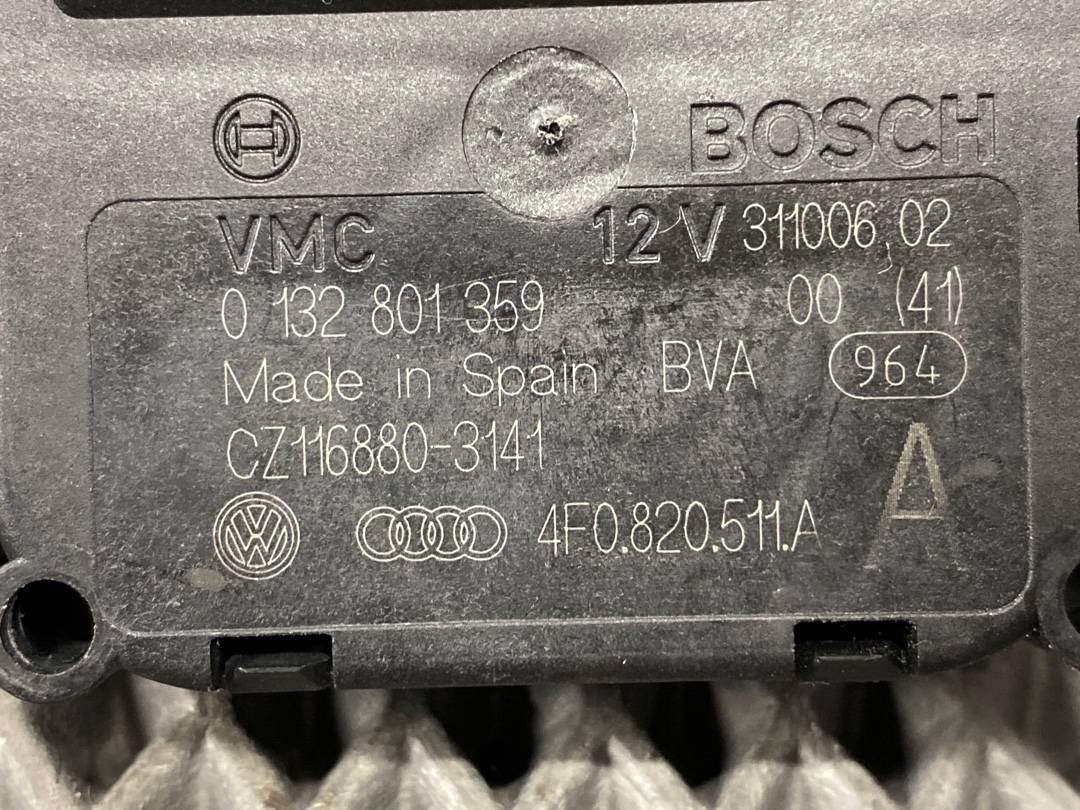 BOSCH
VMC 12 V 311006 02
0 132 801 359 00 (41)
Made in Spain BVA 964
CZ116880-3141
A
VW 4F0.820.511.A